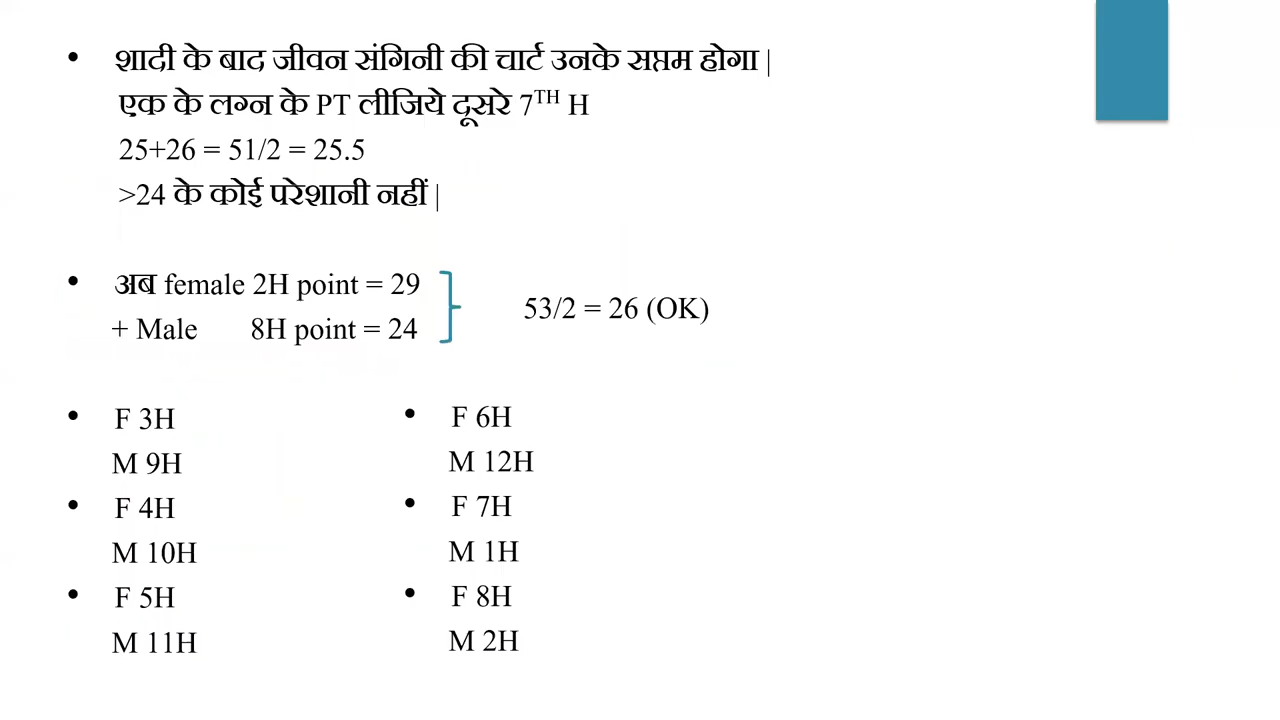 • शादी के बाद जीवन संगिनी की चार्ट उनके सप्तम होगा |
एक के लग्न के PT लीजिये दूसरे 7TH H
25+26 = 51/2 = 25.5
>24 के कोई परेशानी नहीं |
• अब female 2H point = 29
+ Male 8H point = 24
53/2 = 26 (OK)
• F 3H
M 9H
• F 4H
M 10H
• F 5H
M 11H
• F 6H
M 12H
• F 7H
M 1H
• F 8H
M 2H